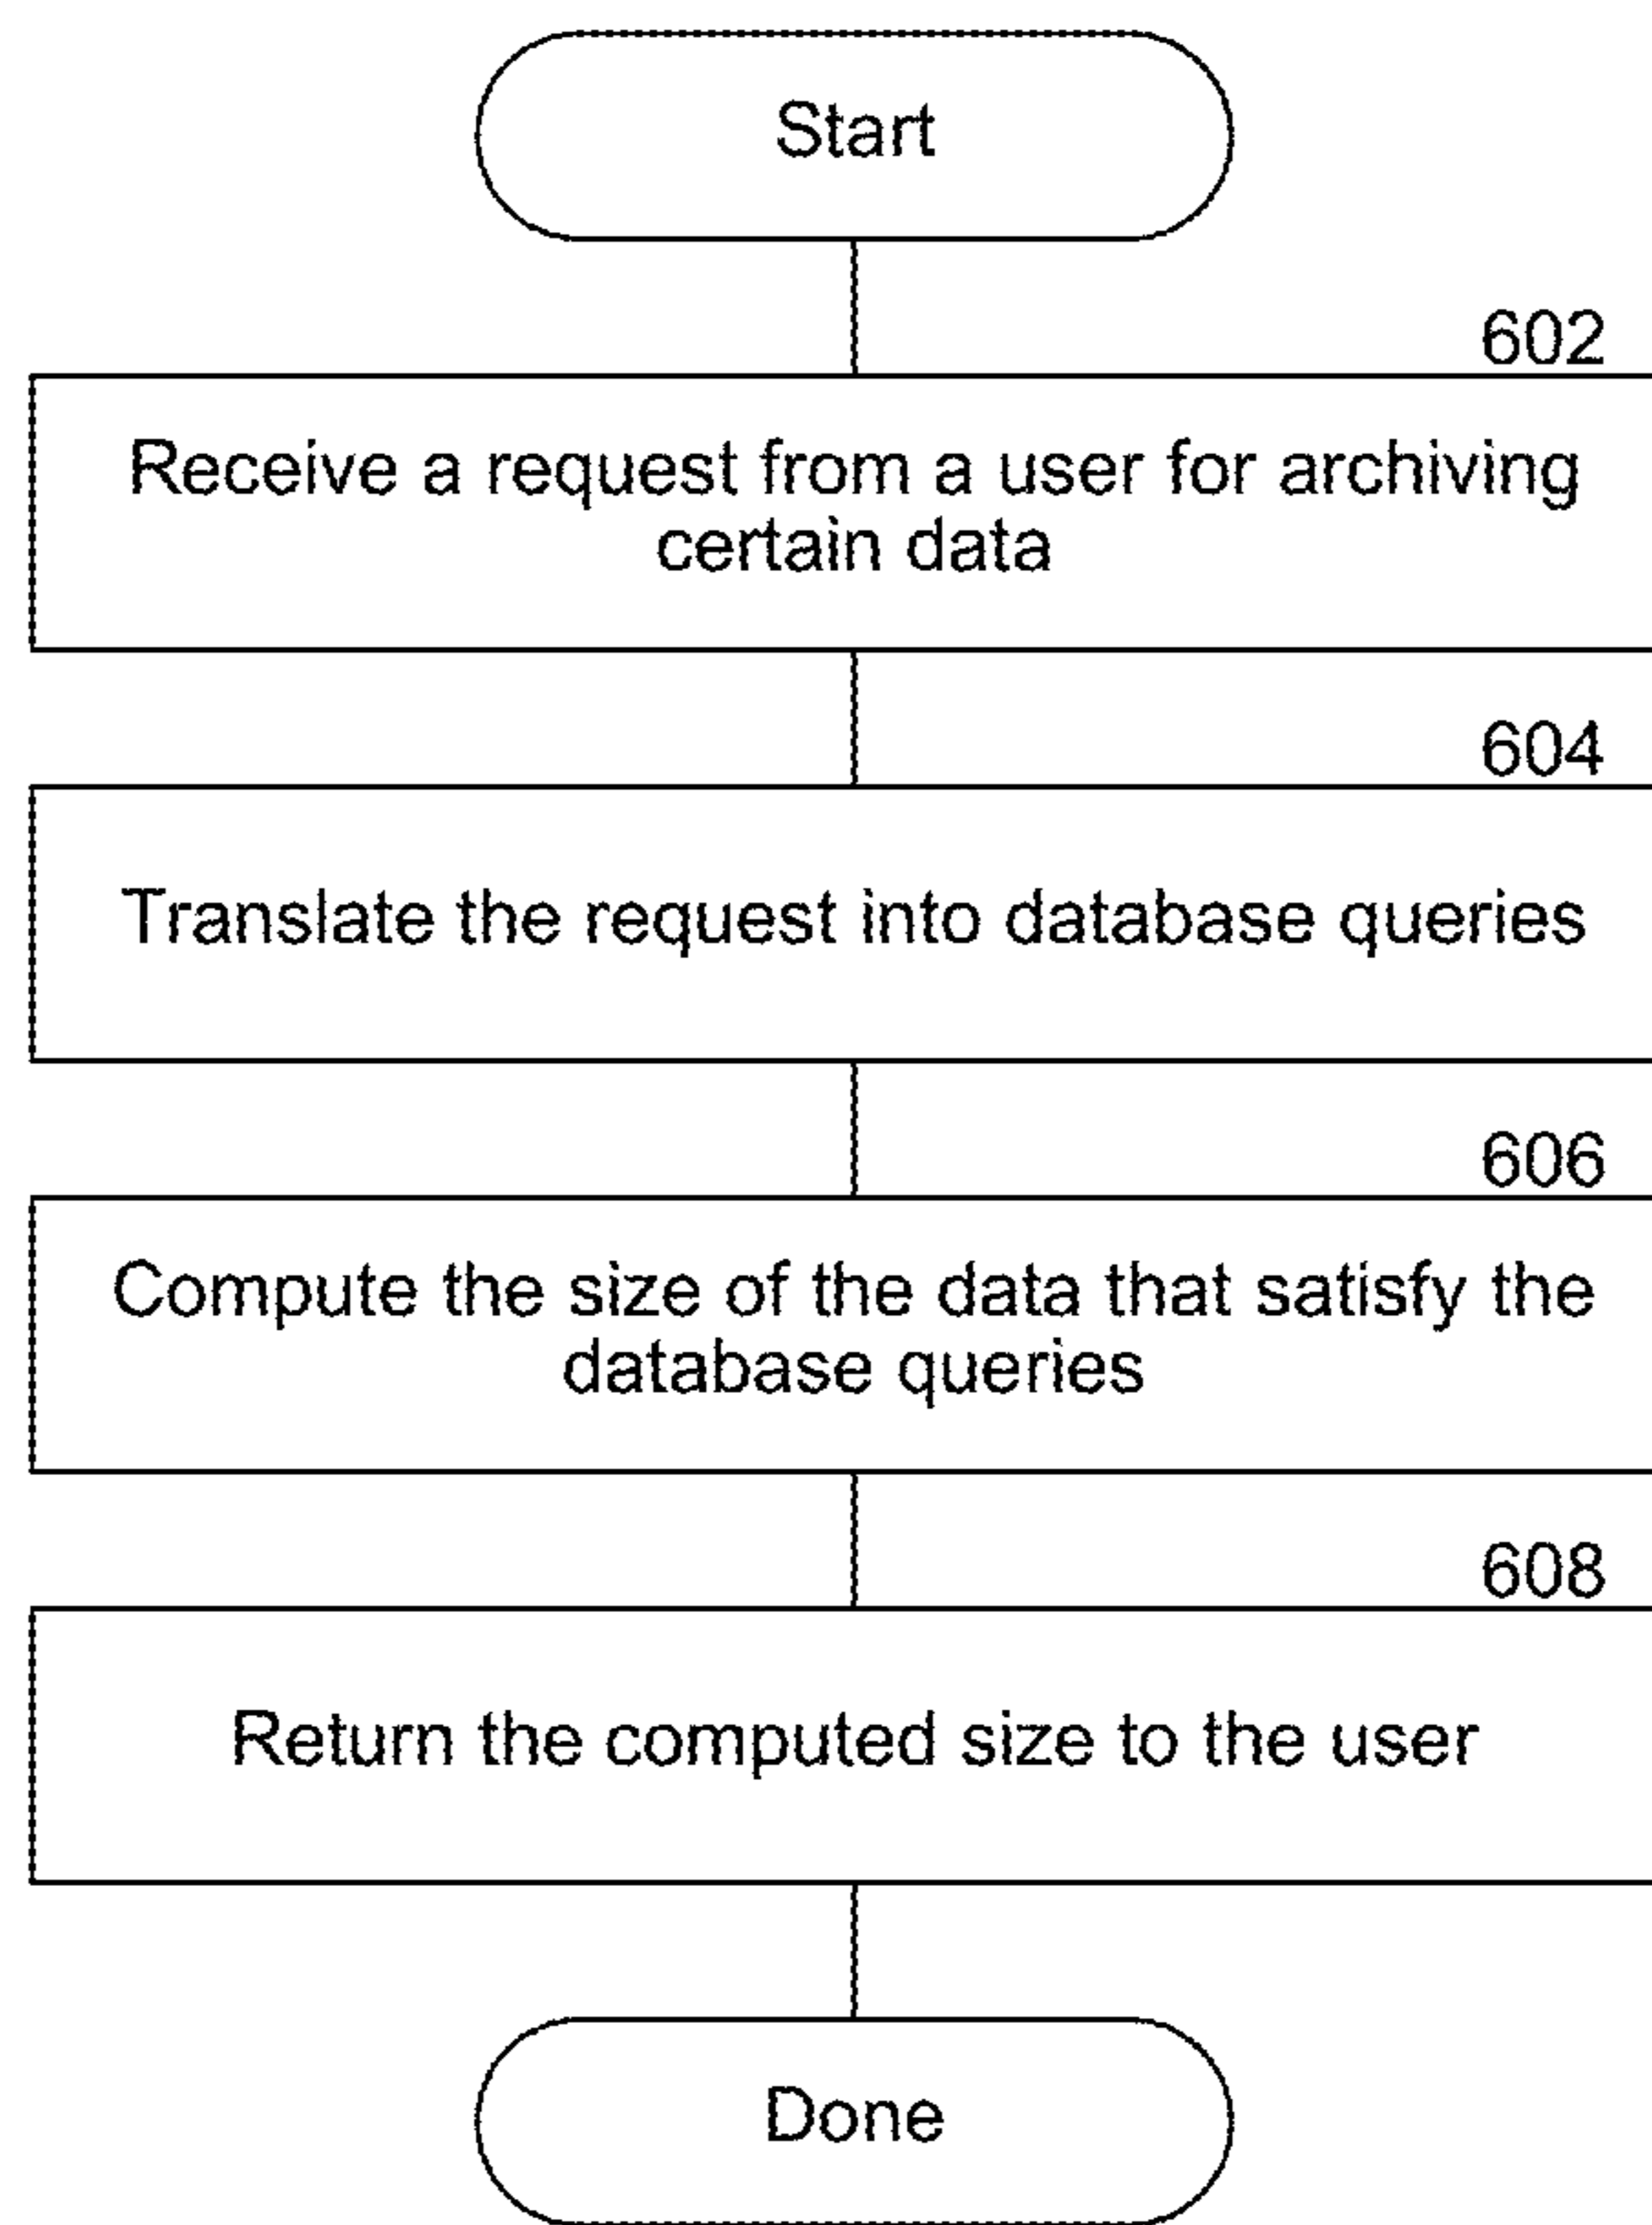 Start
602
Receive a request from a user for archiving
certain data
604
Translate the request into database queries
606
Compute the size of the data that satisfy the
database queries
608
Return the computed size to the user
Done